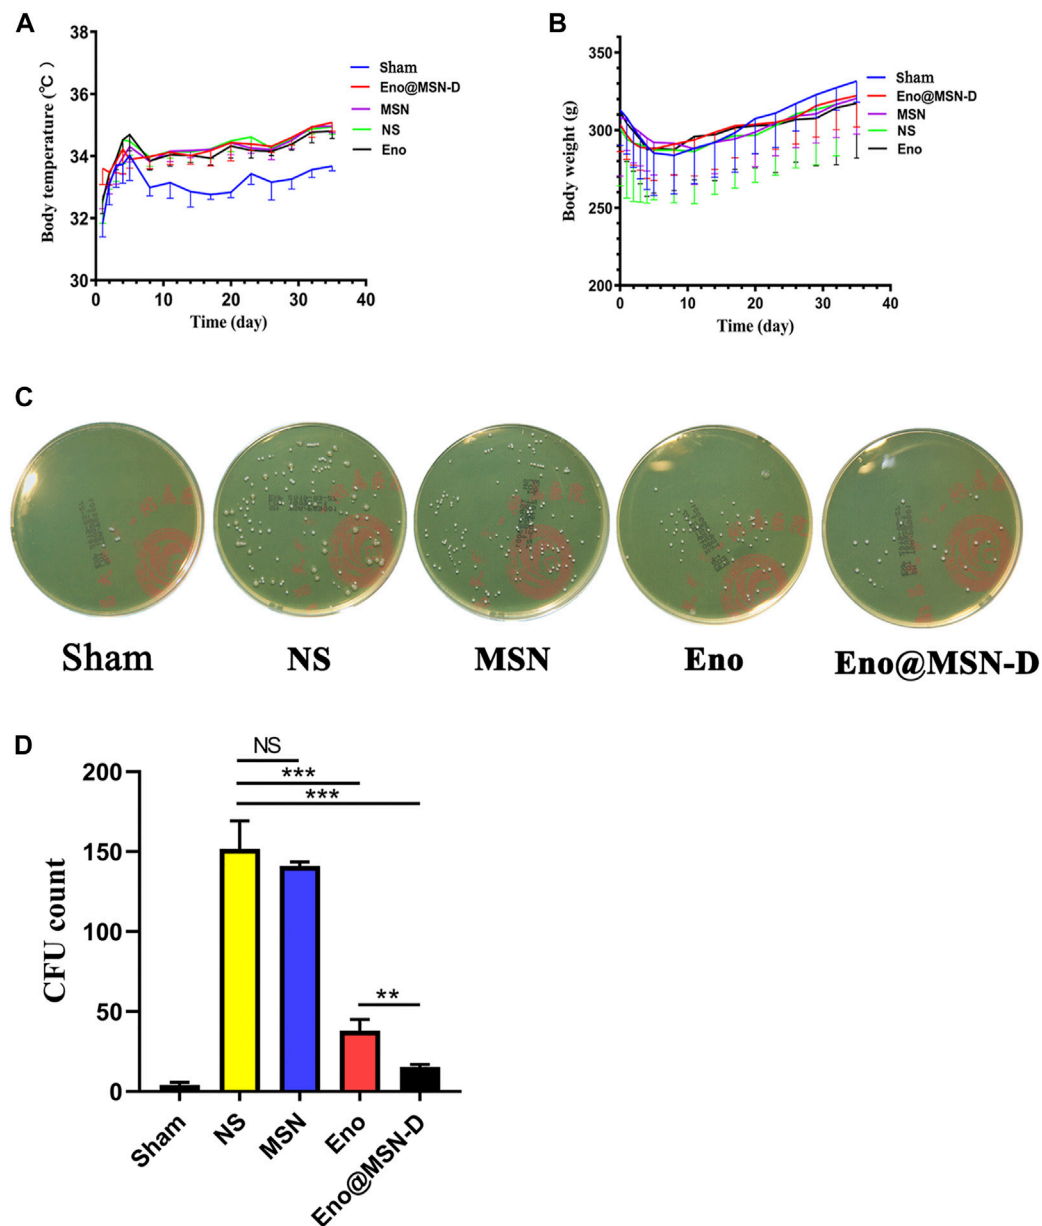 A
Body temperature (℃)
38
36
34
32
30
0
10
20
30
40
Time (day)
Sham
Eno@MSN-D
MSN
NS
Eno
B
Body weight (g)
350
300
250
200
0
10
20
30
40
Time (day)
Sham
Eno@MSN-D
MSN
NS
Eno
C
Sham
NS
MSN
Eno
Eno@MSN-D
D
CFU count
200
150
100
50
0
NS
***
***
**
Sham
NS
MSN
Eno
Eno@MSN-D